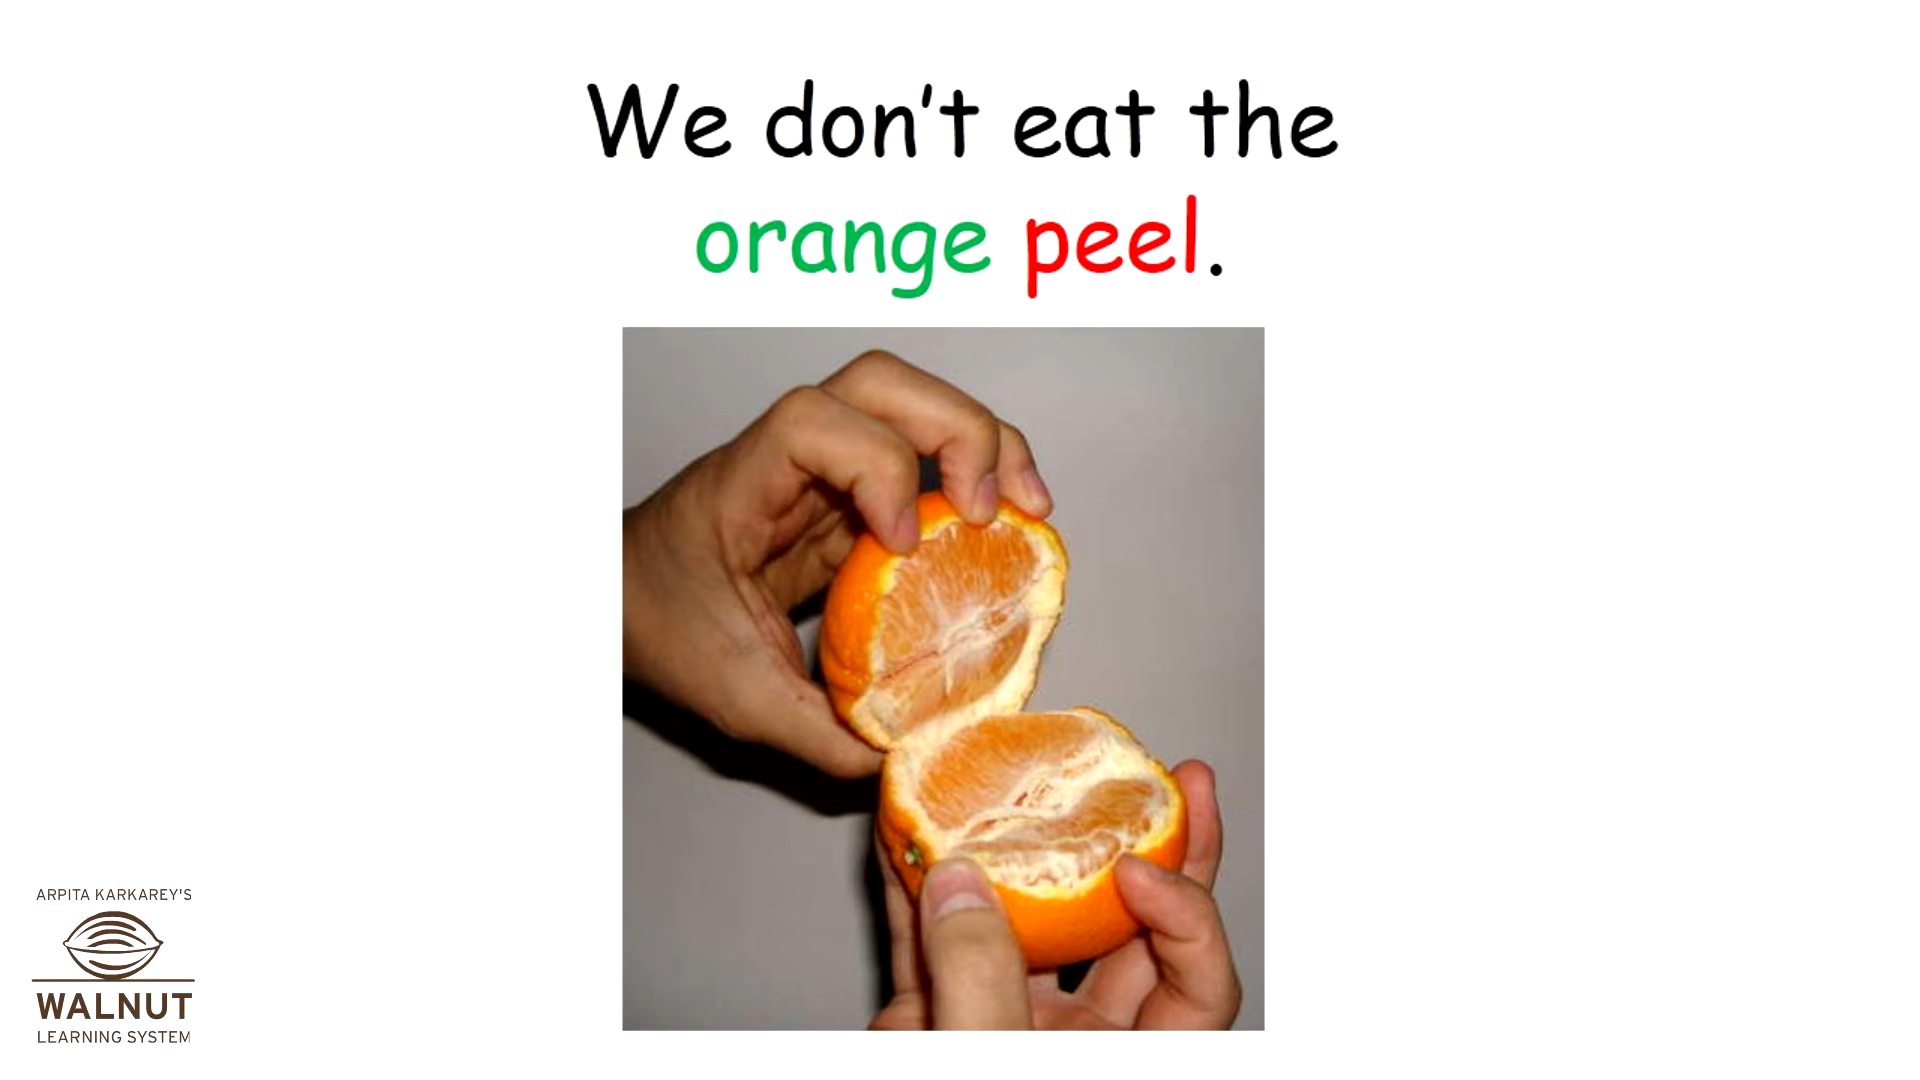 We don't eat the
orange peel.
ARPITA KARKAREY'S
WALNUT
LEARNING SYSTEM